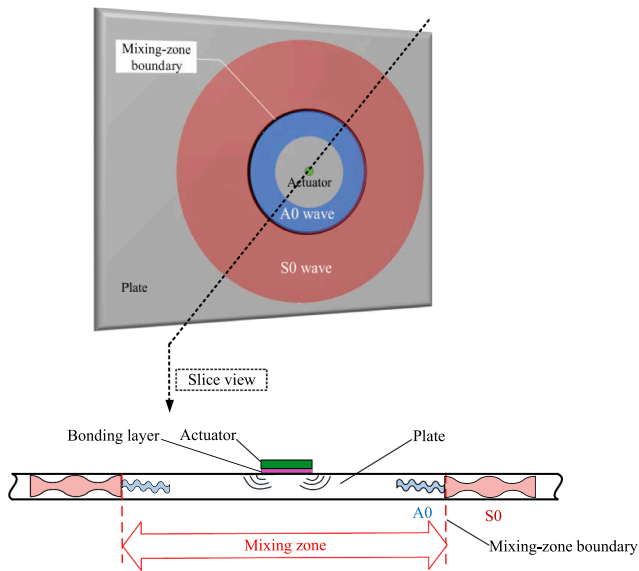 Mixing-zone
boundary
Actuator
A0 wave
S0 wave
Plate
Slice view
Bonding layer
Actuator
Plate
A0
S0
Mixing zone
Mixing-zone boundary